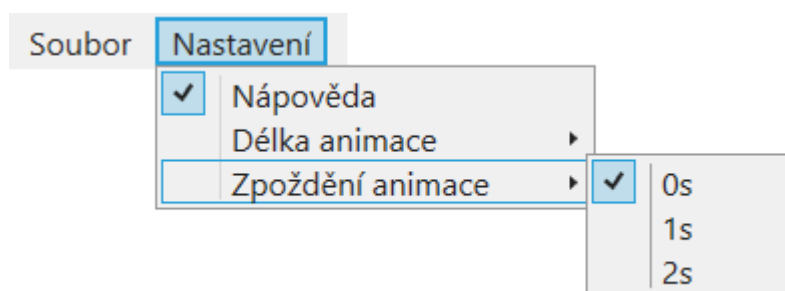 Soubor Nastavení
Nápověda
Délka animace
Zpoždění animace
0s
1s
2s